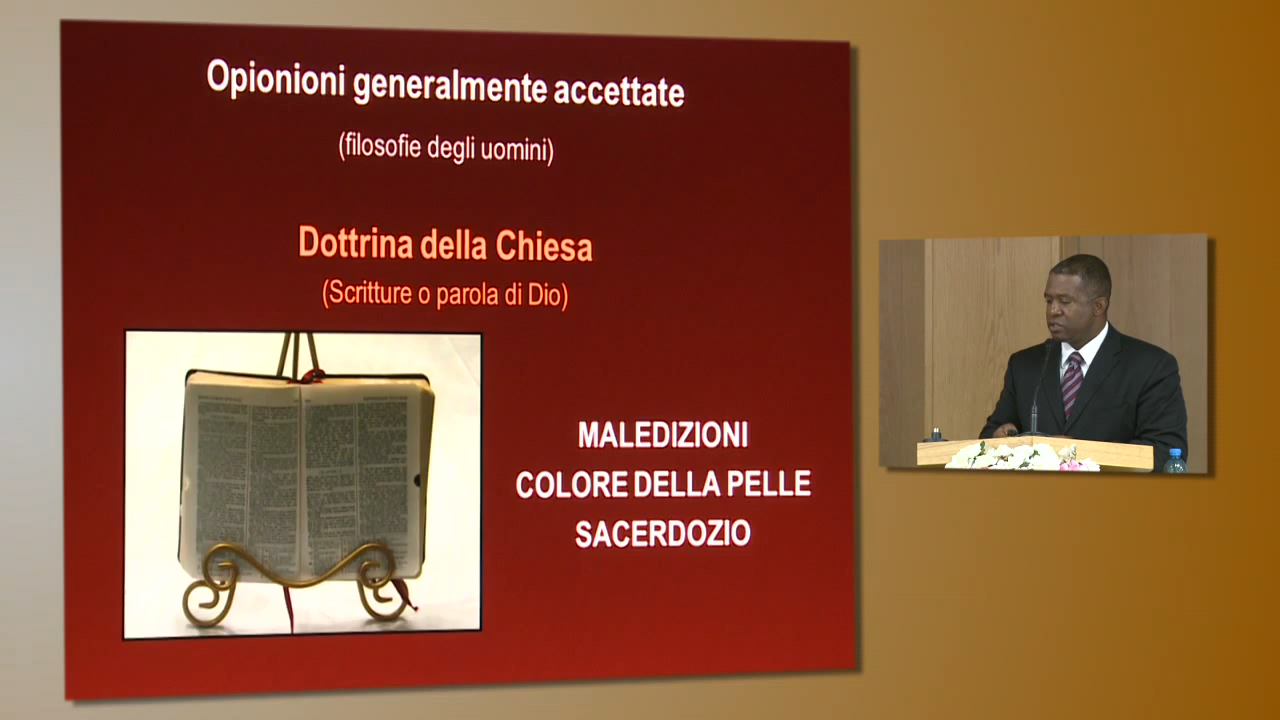 Opionioni generalmente accettate
(filosofie degli uomini)
Dottrina della Chiesa
(Scritture o parola di Dio)
MALEDIZIONI
COLORE DELLA PELLE
SACERDOZIO